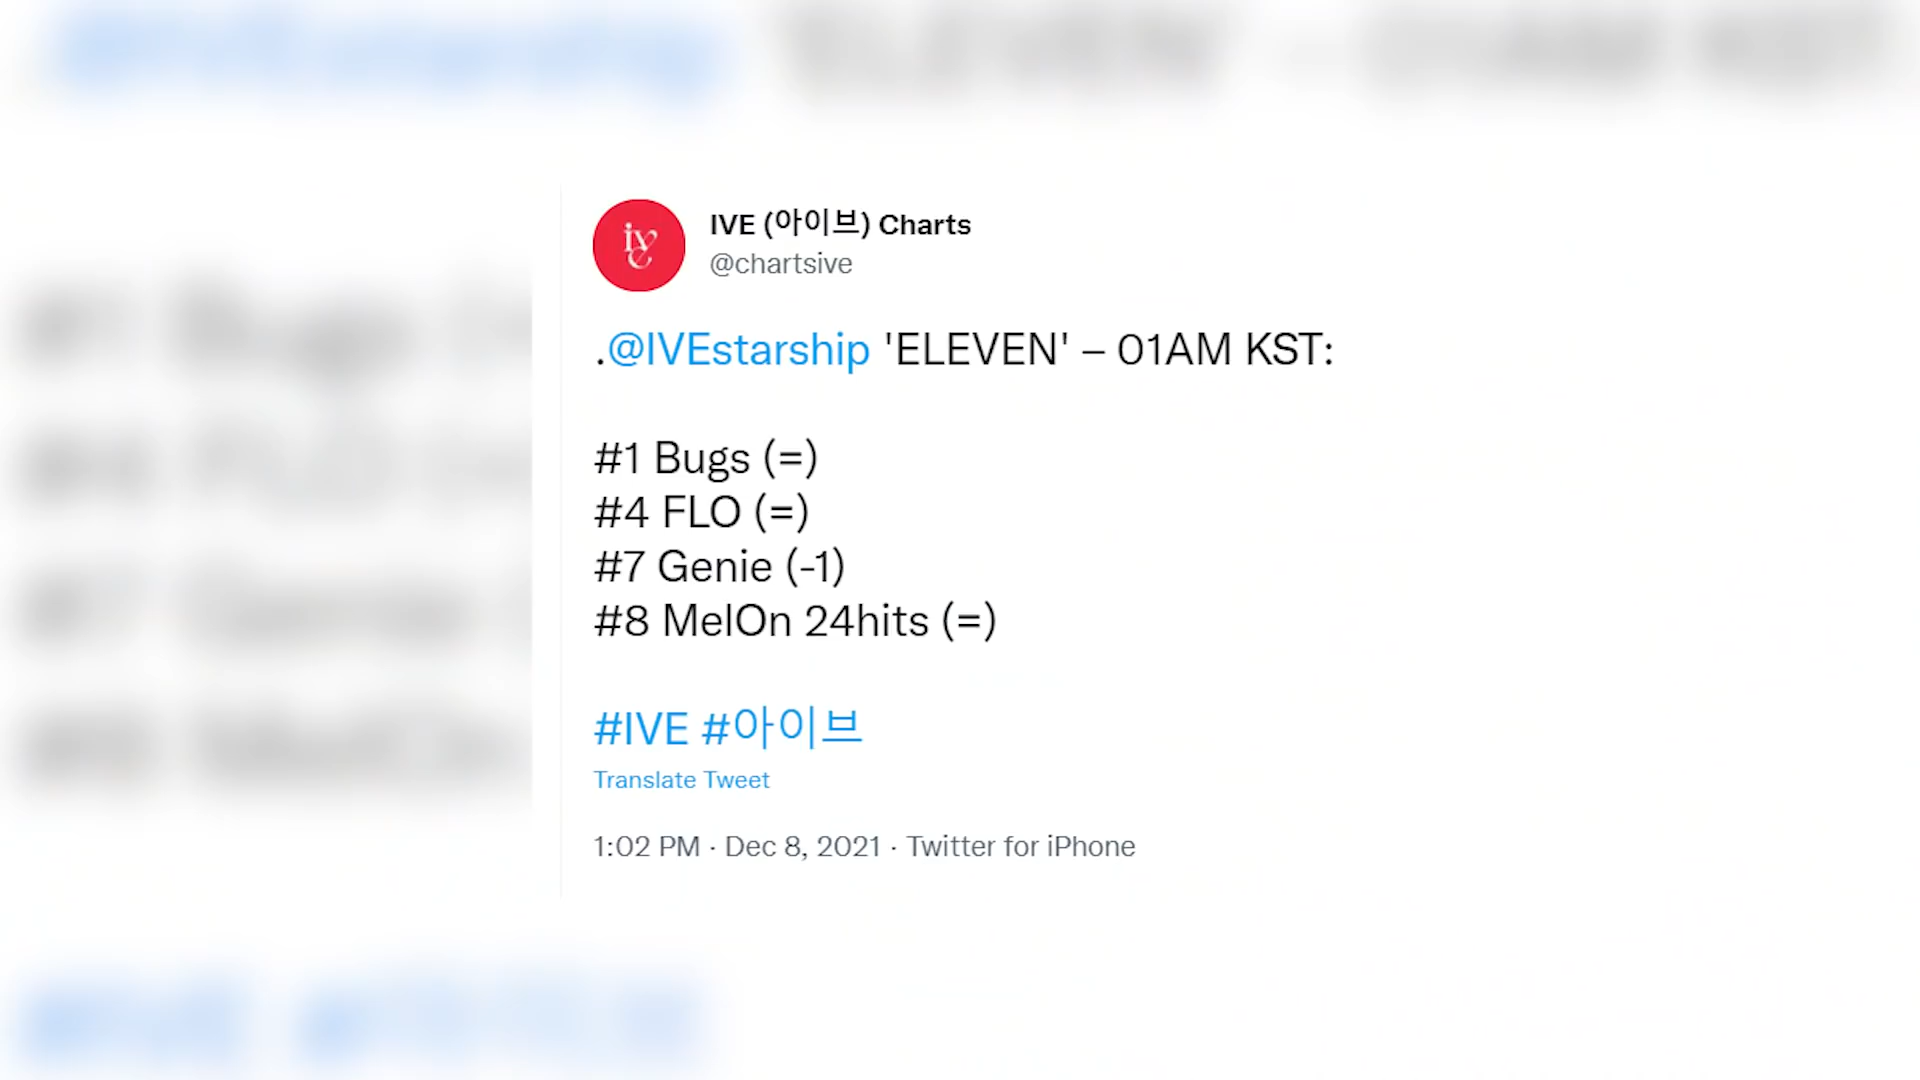 IVE (아이브) Charts
@chartsive
.@IVEstarship 'ELEVEN' – 01AM KST:
#1 Bugs (=)
#4 FLO (=)
#7 Genie (-1)
#8 MelOn 24hits (=)
#IVE #아이브
Translate Tweet
1:02 PM · Dec 8, 2021 · Twitter for iPhone